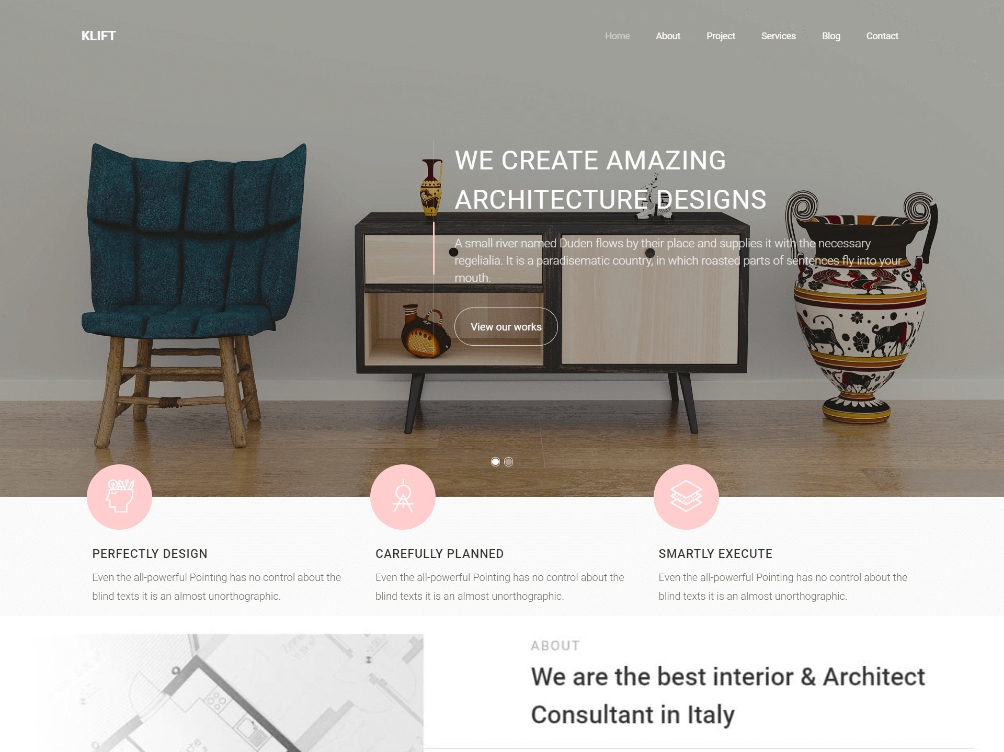 KLIFT
Home About Project Services Blog Contact
WE CREATE AMAZING
ARCHITECTURE DESIGNS
A small river named Duden flows by their place and supplies it with the necessary
regelialia. It is a paradisematic country, in which roasted parts of sentences fly into your
mouth.
View our works
PERFECTLY DESIGN
Even the all-powerful Pointing has no control about the
blind texts it is an almost unorthographic.
CAREFULLY PLANNED
Even the all-powerful Pointing has no control about the
blind texts it is an almost unorthographic.
SMARTLY EXECUTE
Even the all-powerful Pointing has no control about the
blind texts it is an almost unorthographic.
ABOUT
We are the best interior & Architect
Consultant in Italy